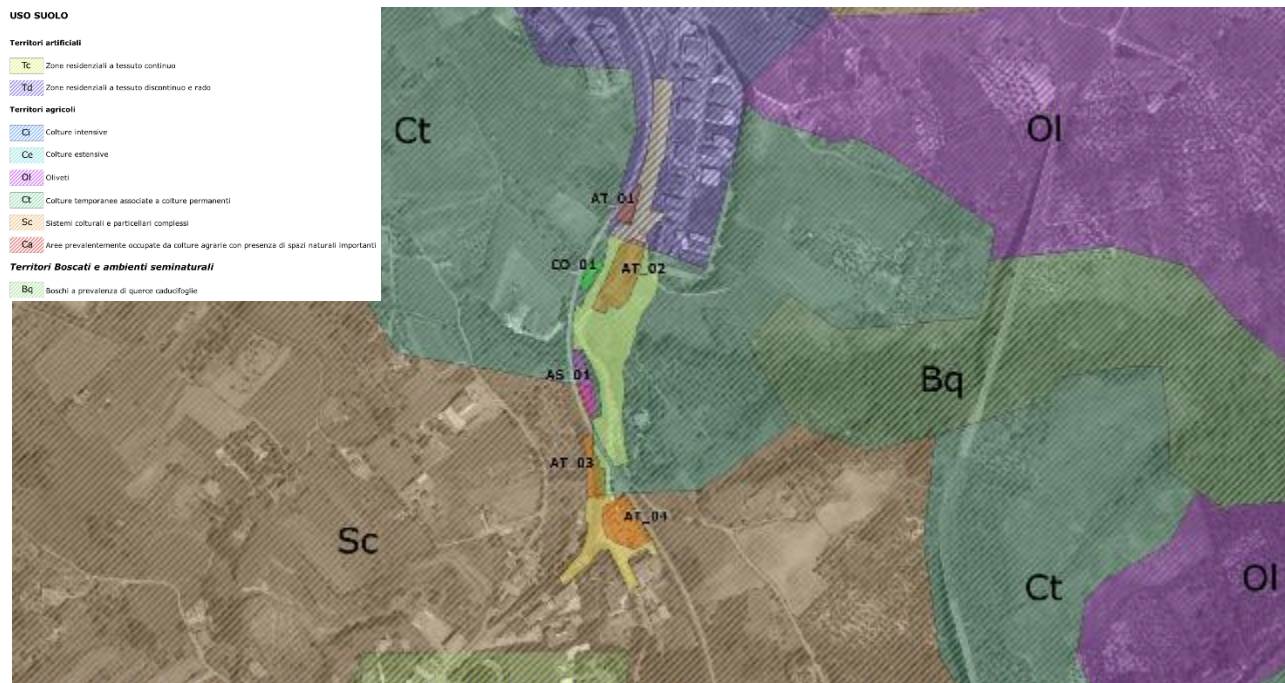 USO SUOLO
Territori artificiali
Tc Zone residenziali a tessuto continuo
Td Zone residenziali a tessuto discontinuo e rado
Territori agricoli
Ci Colture intensive
Ce Colture estensive
Ol Oliveti
Ct Colture temporanee associate a colture permanenti
Sc Sistemi colturali e particellari complessi
Ca Aree prevalentemente occupate da colture agrarie con presenza di spazi naturali importanti
Territori Boscati e ambienti seminaturali
Bq Boschi a prevalenza di querce caducifoglie
Ct
Ol
AT_01
CO_01
AT_02
AS_01
Bq
AT_03
AT_04
Sc
Ct
Ol